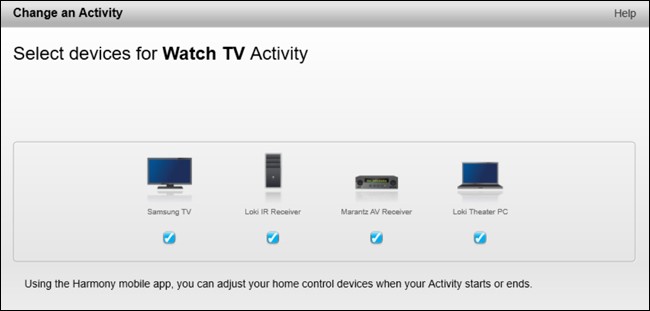 Change an Activity Help
Select devices for Watch TV Activity
Samsung TV Loki IR Receiver Marantz AV Receiver Loki Theater PC
Using the Harmony mobile app, you can adjust your home control devices when your Activity starts or ends.